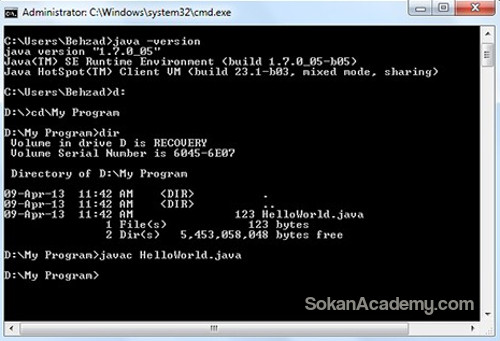 Administrator: C:\Windows\system32\cmd.exe
C:\Users\Behzad>java -version
java version "1.7.0_05"
Java(TM) SE Runtime Environment (build 1.7.0_05-b05)
Java HotSpot(TM) Client VM (build 23.1-b03, mixed mode, sharing)
C:\Users\Behzad>d:
D:\>cd\My Program
D:\My Program>dir
Volume in drive D is RECOVERY
Volume Serial Number is 6045-6E07
Directory of D:\My Program
09-Apr-13 11:42 AM <DIR> .
09-Apr-13 11:42 AM <DIR> ..
09-Apr-13 11:42 AM 123 HelloWorld.java
1 File(s) 123 bytes
2 Dir(s) 5,453,058,048 bytes free
D:\My Program>javac HelloWorld.java
D:\My Program>
SokanAcademy.com